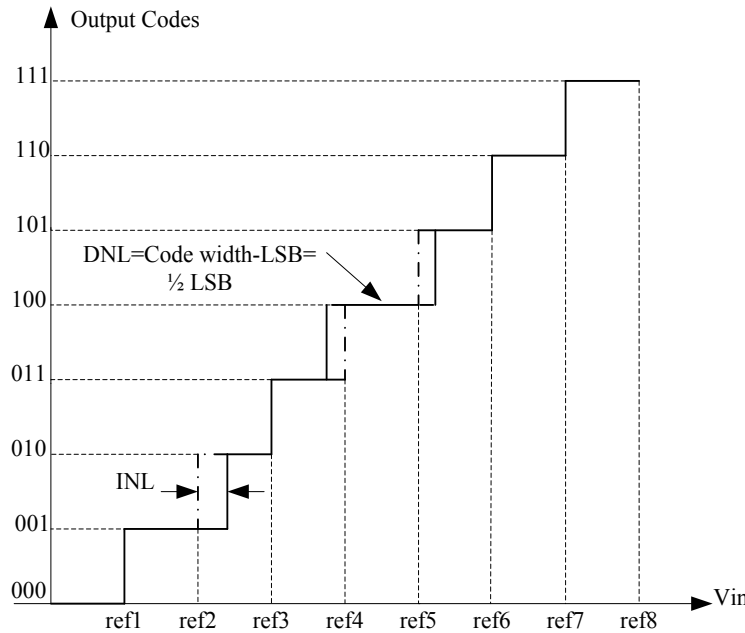 Output Codes
111
110
101
DNL=Code width-LSB=
½ LSB
100
011
010
INL
001
000
Vin
ref1 ref2 ref3 ref4 ref5 ref6 ref7 ref8